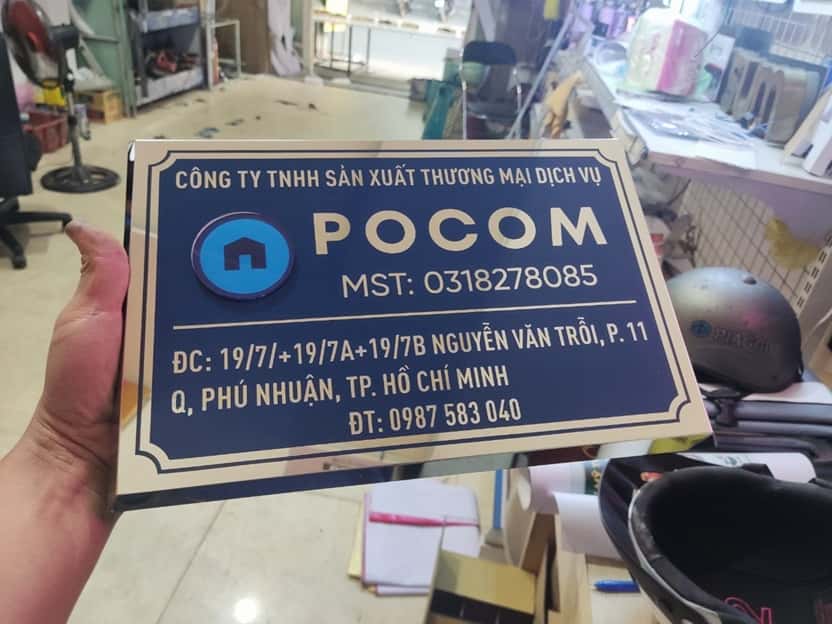 CÔNG TY TNHH SẢN XUẤT THƯƠNG MẠI DỊCH VỤ
POCOM
MST: 0318278085
ĐC: 19/7/+19/7A+19/7B NGUYỄN VĂN TRỖI, P. 11
Q, PHÚ NHUẬN, TP. HỒ CHÍ MINH
ĐT: 0987 583 040